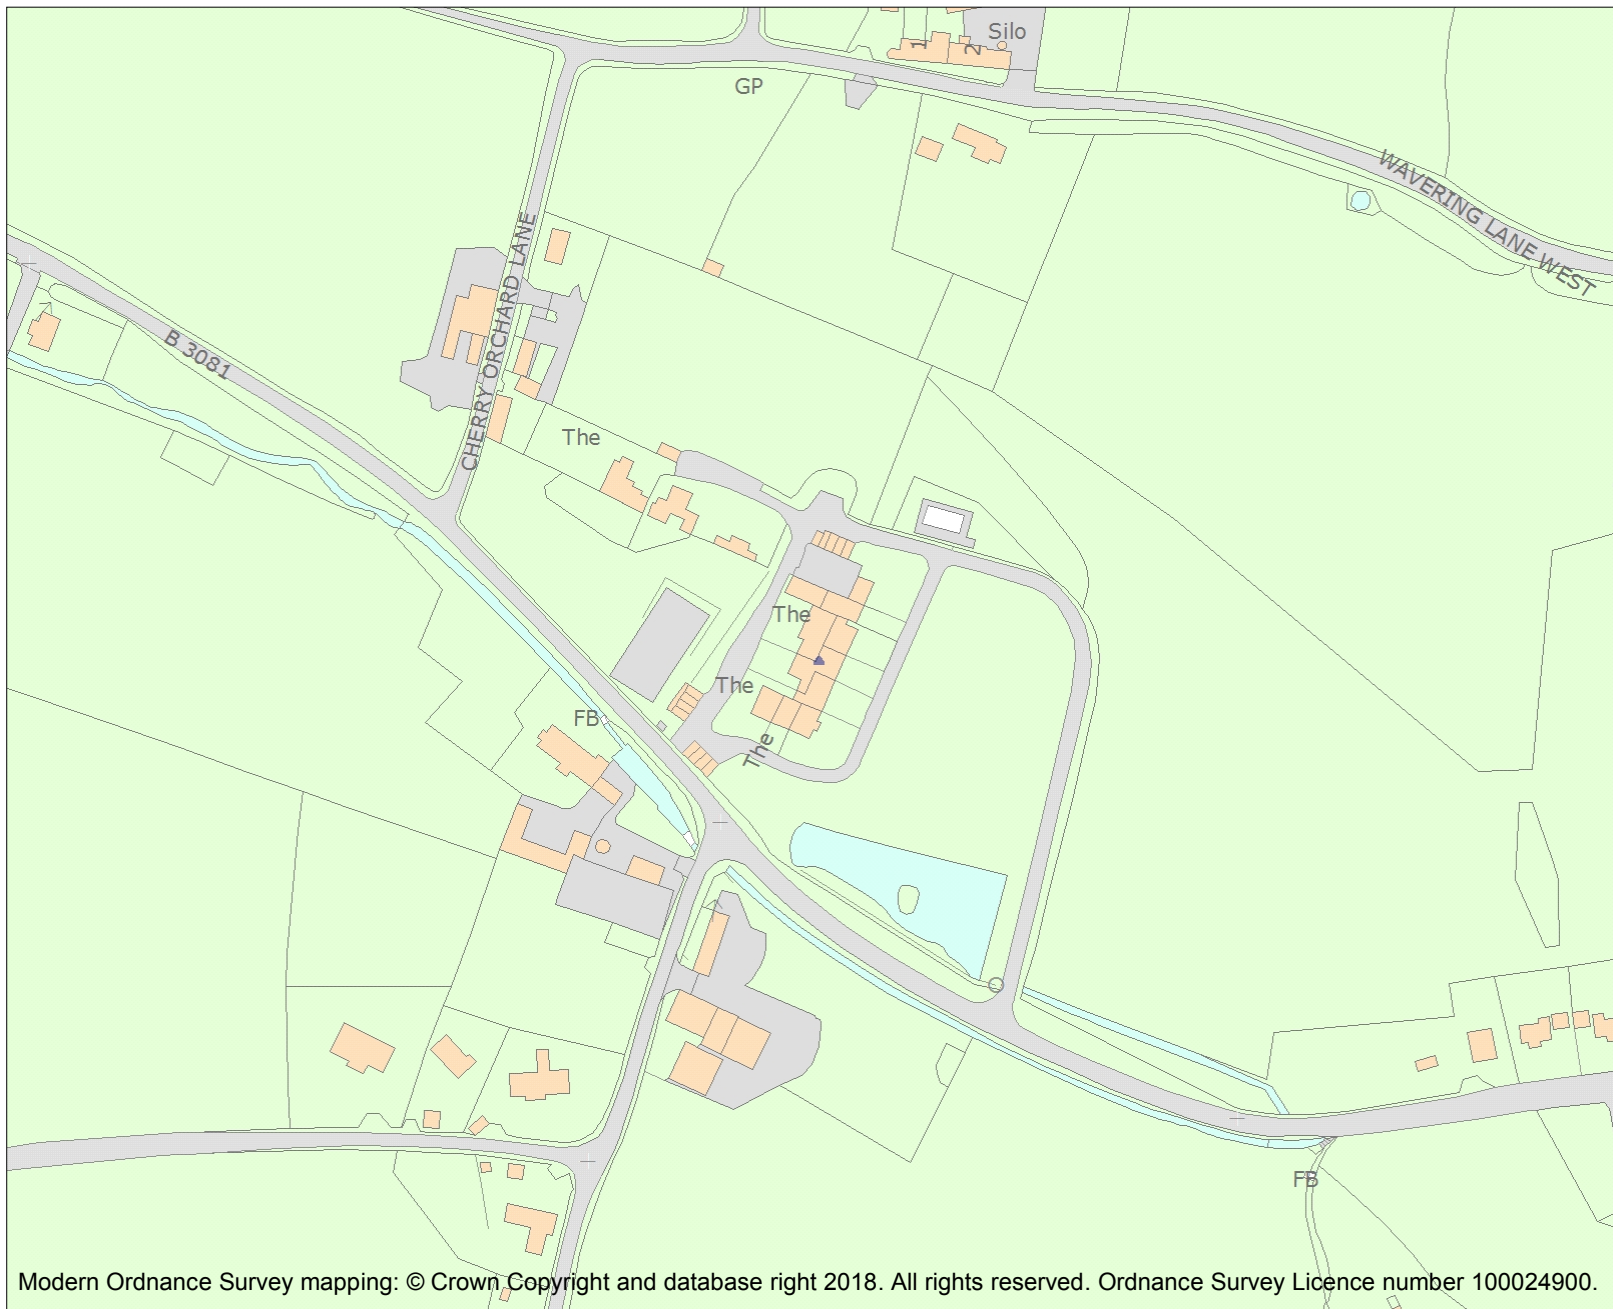 Silo
1
2
GP
WAVERING LANE WEST
CHERRY ORCHARD LANE
B 3081
The
The
The
FB
The
FB
Modern Ordnance Survey mapping: © Crown Copyright and database right 2018. All rights reserved. Ordnance Survey Licence number 100024900.